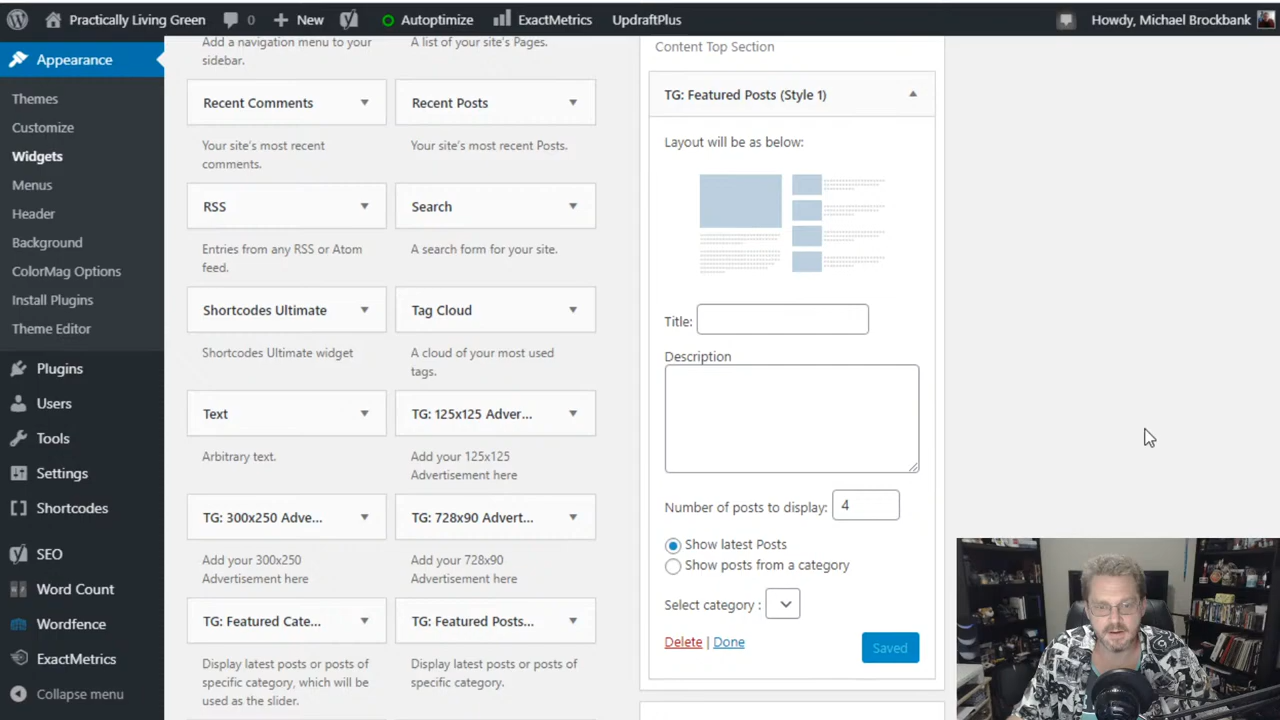 Practically Living Green
0
New
Autoptimize
ExactMetrics
UpdraftPlus
Howdy, Michael Brockbank
Appearance
Themes
Customize
Widgets
Menus
Header
Background
ColorMag Options
Install Plugins
Theme Editor
Plugins
Users
Tools
Settings
Shortcodes
SEO
Word Count
Wordfence
ExactMetrics
Collapse menu
Add a navigation menu to your
sidebar.
A list of your site's Pages.
Recent Comments
Your site's most recent
comments.
Recent Posts
Your site's most recent Posts.
RSS
Entries from any RSS or Atom
feed.
Search
A search form for your site.
Shortcodes Ultimate
Shortcodes Ultimate widget
Tag Cloud
A cloud of your most used
tags.
Text
Arbitrary text.
TG: 125x125 Adver...
Add your 125x125
Advertisement here
TG: 300x250 Adve...
Add your 300x250
Advertisement here
TG: 728x90 Advert...
Add your 728x90
Advertisement here
TG: Featured Cate...
Display latest posts or posts of
specific category, which will be
used as the slider.
TG: Featured Posts...
Display latest posts or posts of
specific category.
Content Top Section
TG: Featured Posts (Style 1)
Layout will be as below:
Title:
Description
Number of posts to display: 4
Show latest Posts
Show posts from a category
Select category :
Delete | Done
Saved